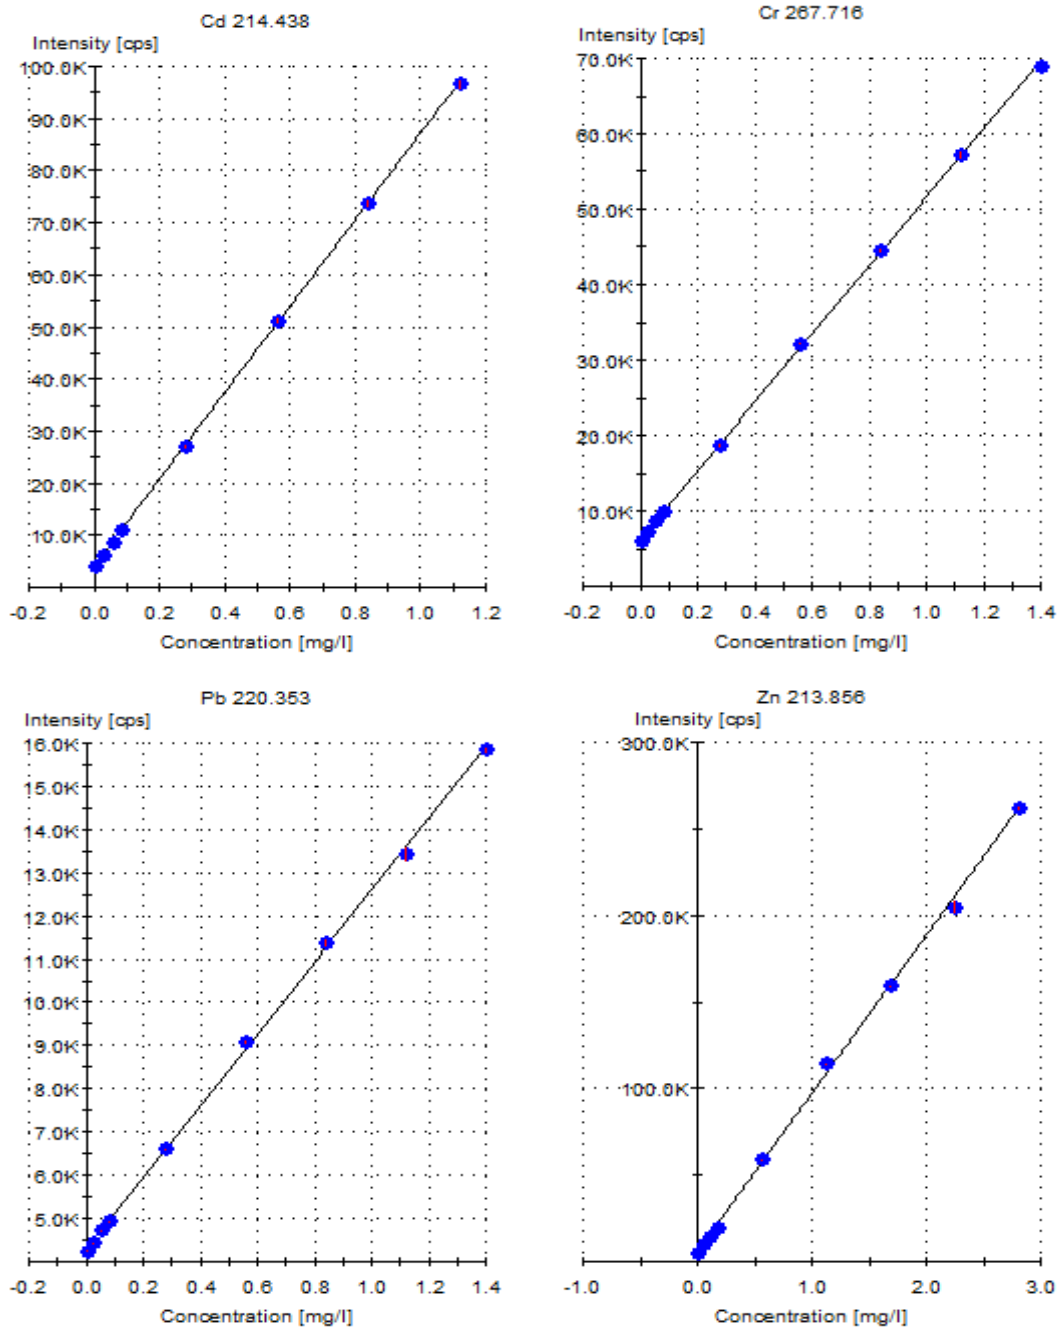 Cd 214.438
Intensity [cps]
100.0K
90.0K
80.0K
70.0K
60.0K
50.0K
40.0K
30.0K
20.0K
10.0K
-0.2 0.0 0.2 0.4 0.6 0.8 1.0 1.2
Concentration [mg/l]
Cr 267.716
Intensity [cps]
70.0K
60.0K
50.0K
40.0K
30.0K
20.0K
10.0K
-0.2 0.0 0.2 0.4 0.6 0.8 1.0 1.2 1.4
Concentration [mg/l]
Pb 220.353
Intensity [cps]
16.0K
15.0K
14.0K
13.0K
12.0K
11.0K
10.0K
9.0K
8.0K
7.0K
6.0K
5.0K
-0.2 0.0 0.2 0.4 0.6 0.8 1.0 1.2 1.4
Concentration [mg/l]
Zn 213.856
Intensity [cps]
300.0K
200.0K
100.0K
-1.0 0.0 1.0 2.0 3.0
Concentration [mg/l]